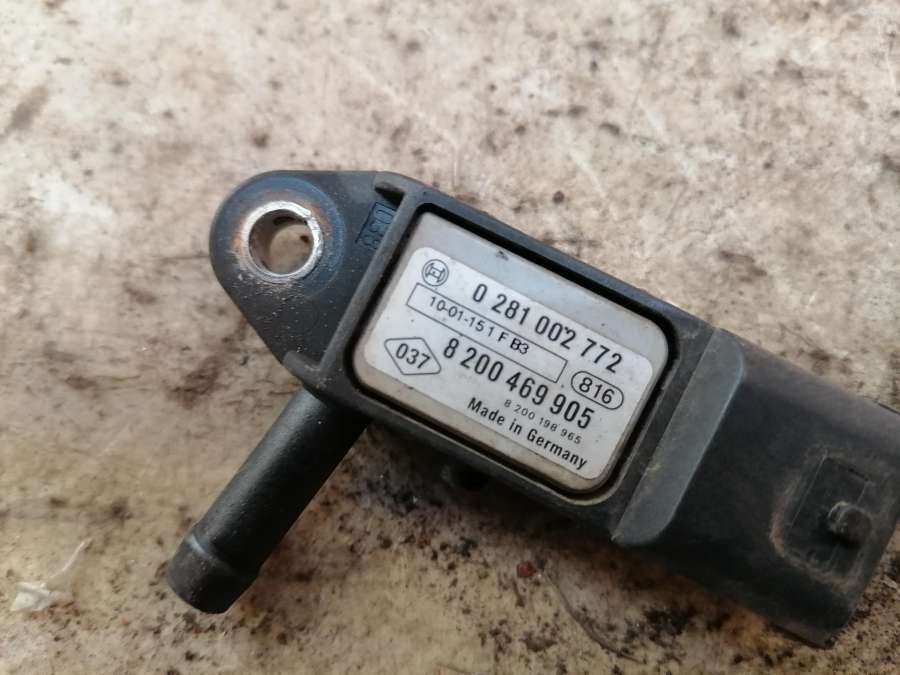 0 281 002 772
10-01-15 1 F B3
816
037
8 200 469 905
8 200 198 965
Made in Germany